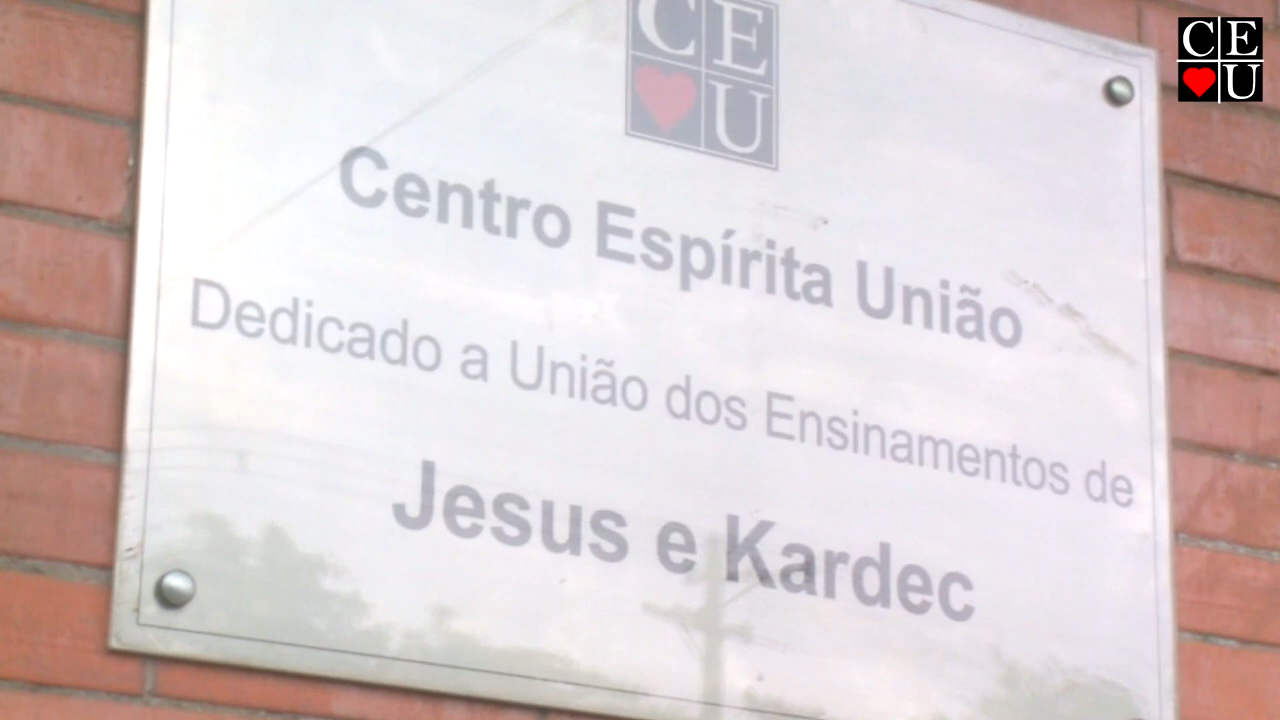 CE
U
CE
U
Centro Espírita União
Dedicado a União dos Ensinamentos de
Jesus e Kardec